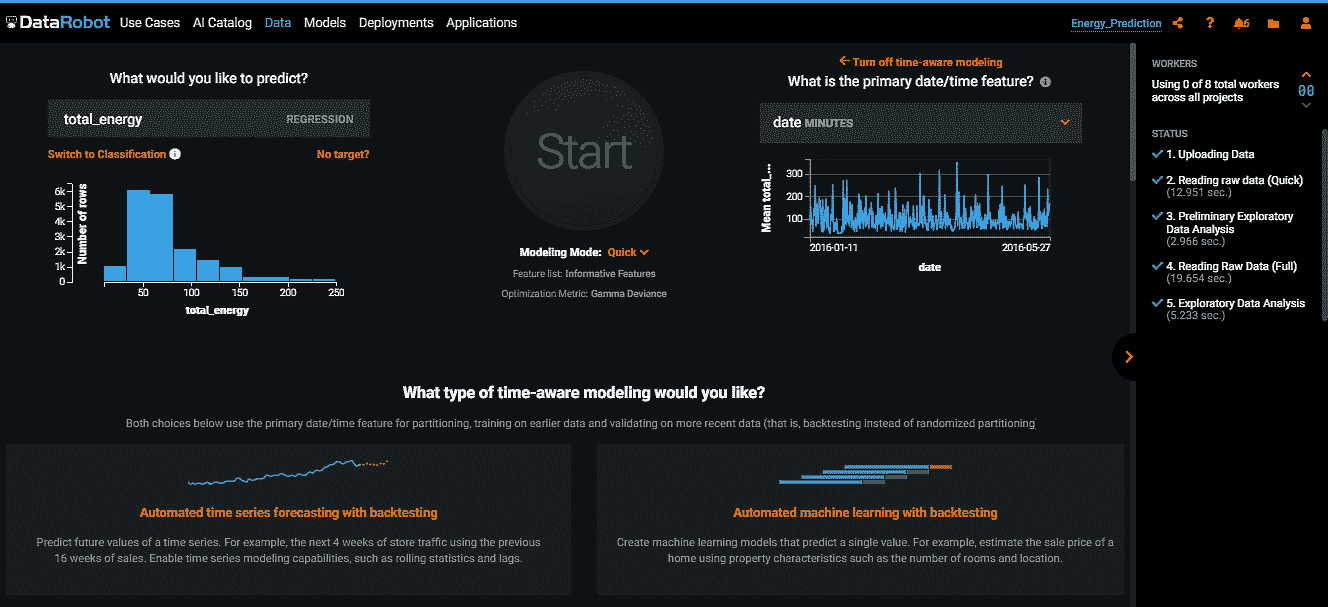 DataRobot Use Cases AI Catalog Data Models Deployments Applications Energy_Prediction ? 6
What would you like to predict?
total_energy REGRESSION
Switch to Classification i No target?
Number of rows
6k
5k
4k
3k
2k
1k
0
50 100 150 200 250
total_energy
Start
Modeling Mode: Quick
Feature list: Informative Features
Optimization Metric: Gamma Deviance
Turn off time-aware modeling
What is the primary date/time feature? i
date MINUTES
Mean total_...
300
200
100
2016-01-11 2016-05-27
date
WORKERS
Using 0 of 8 total workers
across all projects
00
STATUS
1. Uploading Data
2. Reading raw data (Quick)
(12.951 sec.)
3. Preliminary Exploratory
Data Analysis
(2.966 sec.)
4. Reading Raw Data (Full)
(19.654 sec.)
5. Exploratory Data Analysis
(5.233 sec.)
What type of time-aware modeling would you like?
Both choices below use the primary date/time feature for partitioning, training on earlier data and validating on more recent data (that is, backtesting instead of randomized partitioning
Automated time series forecasting with backtesting
Predict future values of a time series. For example, the next 4 weeks of store traffic using the previous
16 weeks of sales. Enable time series modeling capabilities, such as rolling statistics and lags.
Automated machine learning with backtesting
Create machine learning models that predict a single value. For example, estimate the sale price of a
home using property characteristics such as the number of rooms and location.